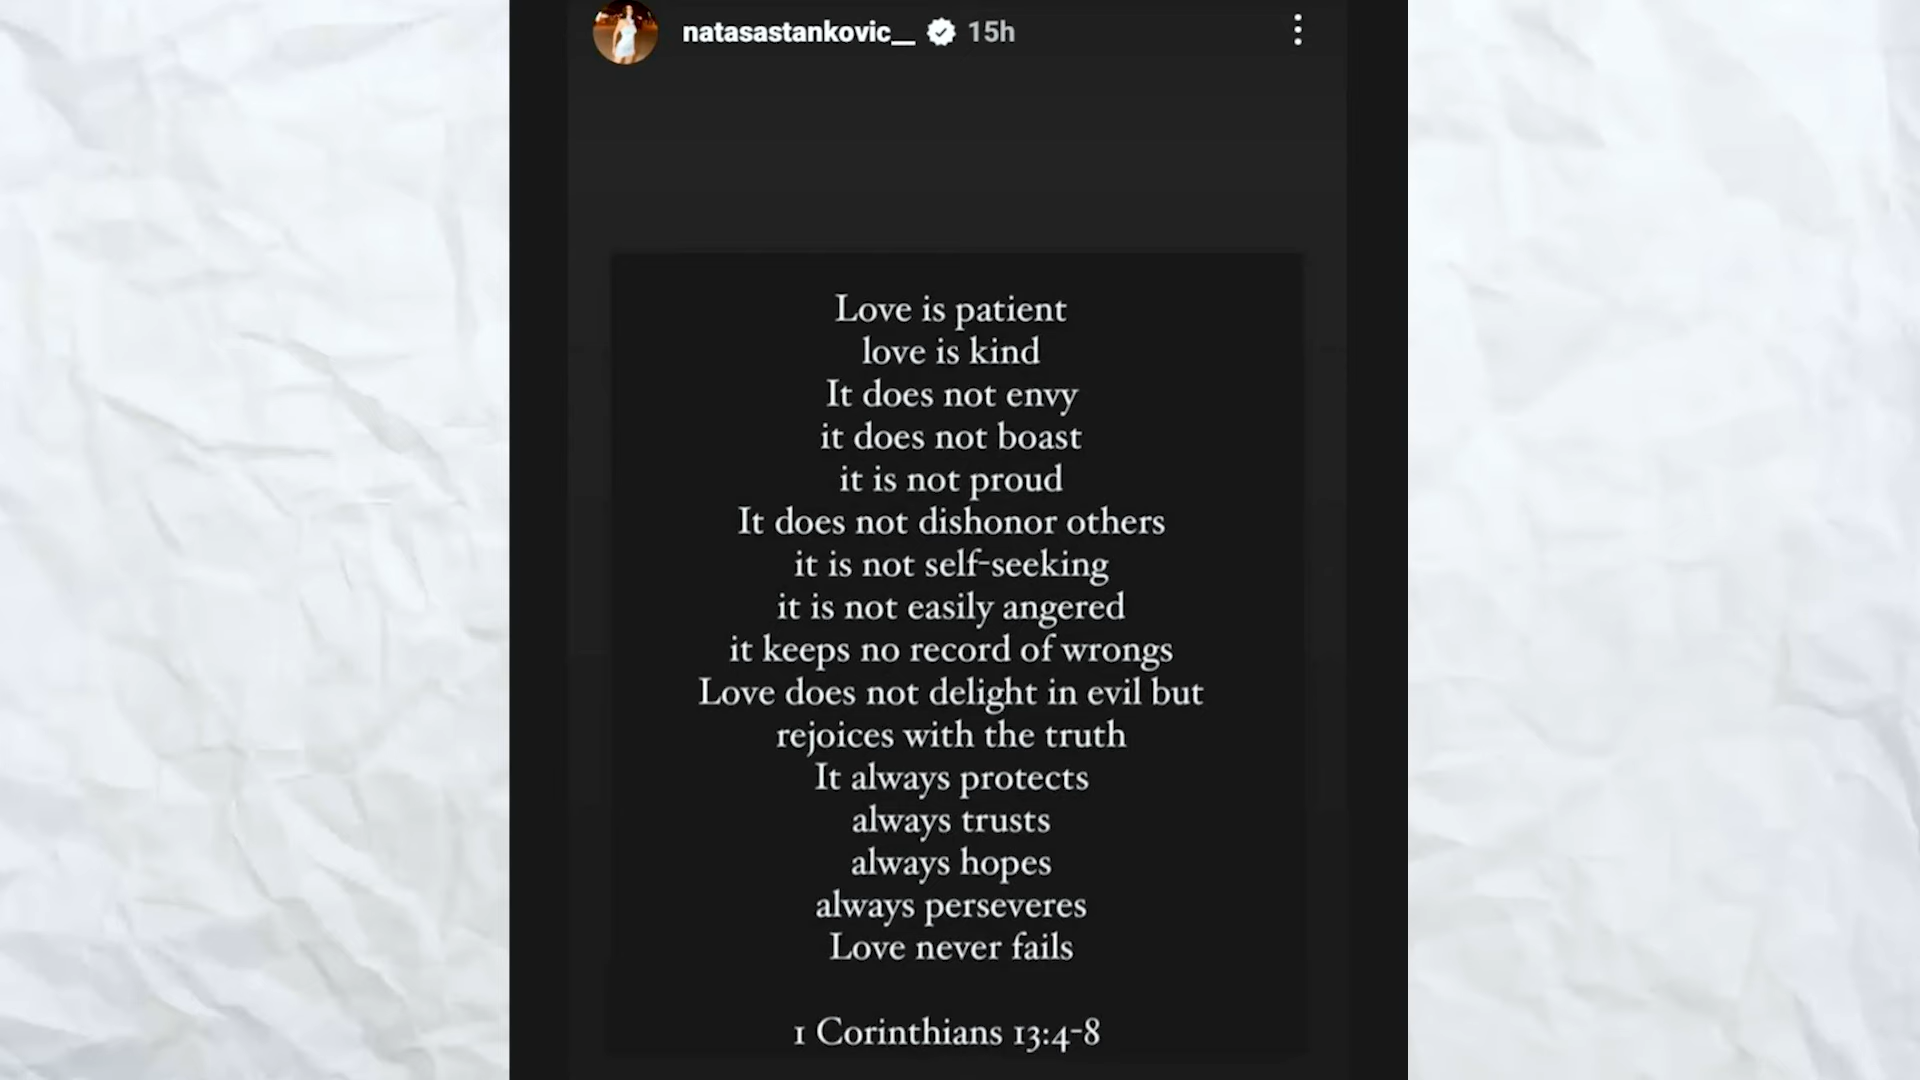 natasastankovic__ 15h
Love is patient
love is kind
It does not envy
it does not boast
it is not proud
It does not dishonor others
it is not self-seeking
it is not easily angered
it keeps no record of wrongs
Love does not delight in evil but
rejoices with the truth
It always protects
always trusts
always hopes
always perseveres
Love never fails
1 Corinthians 13:4-8